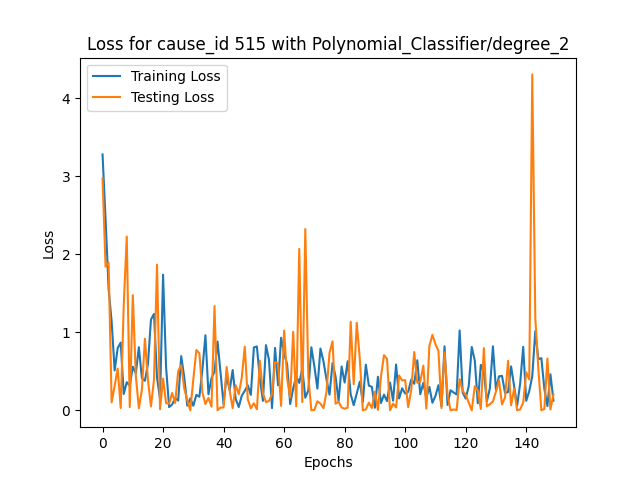 Loss for cause_id 515 with Polynomial_Classifier/degree_2
Training Loss
Testing Loss
4
3
2
1
0
Loss
0 20 40 60 80 100 120 140
Epochs